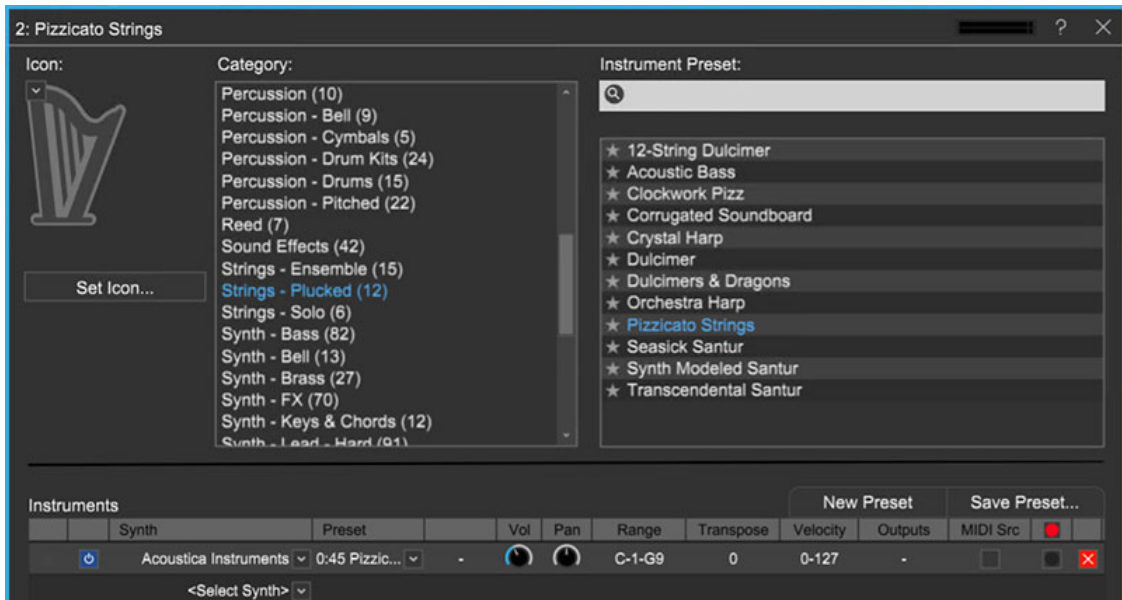 2: Pizzicato Strings
?
Icon:
Set Icon...
Category:
Percussion (10)
Percussion - Bell (9)
Percussion - Cymbals (5)
Percussion - Drum Kits (24)
Percussion - Drums (15)
Percussion - Pitched (22)
Reed (7)
Sound Effects (42)
Strings - Ensemble (15)
Strings - Plucked (12)
Strings - Solo (6)
Synth - Bass (82)
Synth - Bell (13)
Synth - Brass (27)
Synth - FX (70)
Synth - Keys & Chords (12)
Synth - Lead - Hard (91)
Instrument Preset:
12-String Dulcimer
Acoustic Bass
Clockwork Pizz
Corrugated Soundboard
Crystal Harp
Dulcimer
Dulcimers & Dragons
Orchestra Harp
Pizzicato Strings
Seasick Santur
Synth Modeled Santur
Transcendental Santur
Instruments
New Preset Save Preset...
Synth Preset Vol Pan Range Transpose Velocity Outputs MIDI Src
Acoustica Instruments 0:45 Pizzic... - C-1-G9 0 0-127 -
<Select Synth>